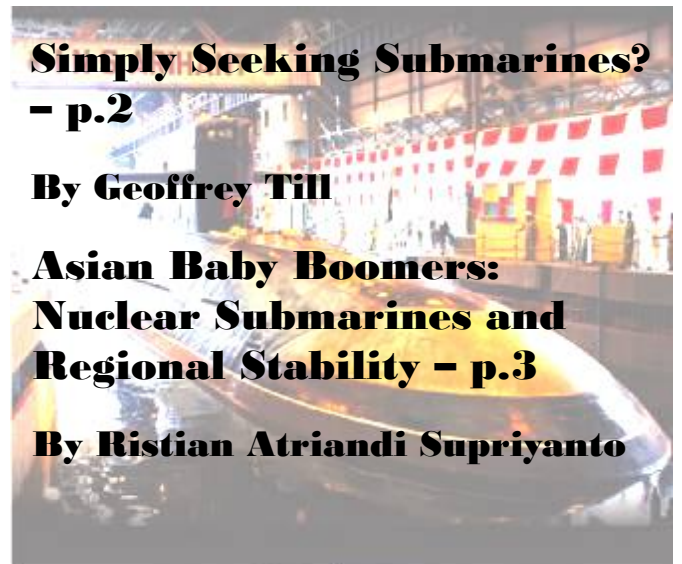 Simply Seeking Submarines?
– p.2
By Geoffrey Till
Asian Baby Boomers:
Nuclear Submarines and
Regional Stability – p.3
By Ristian Atriandi Supriyanto